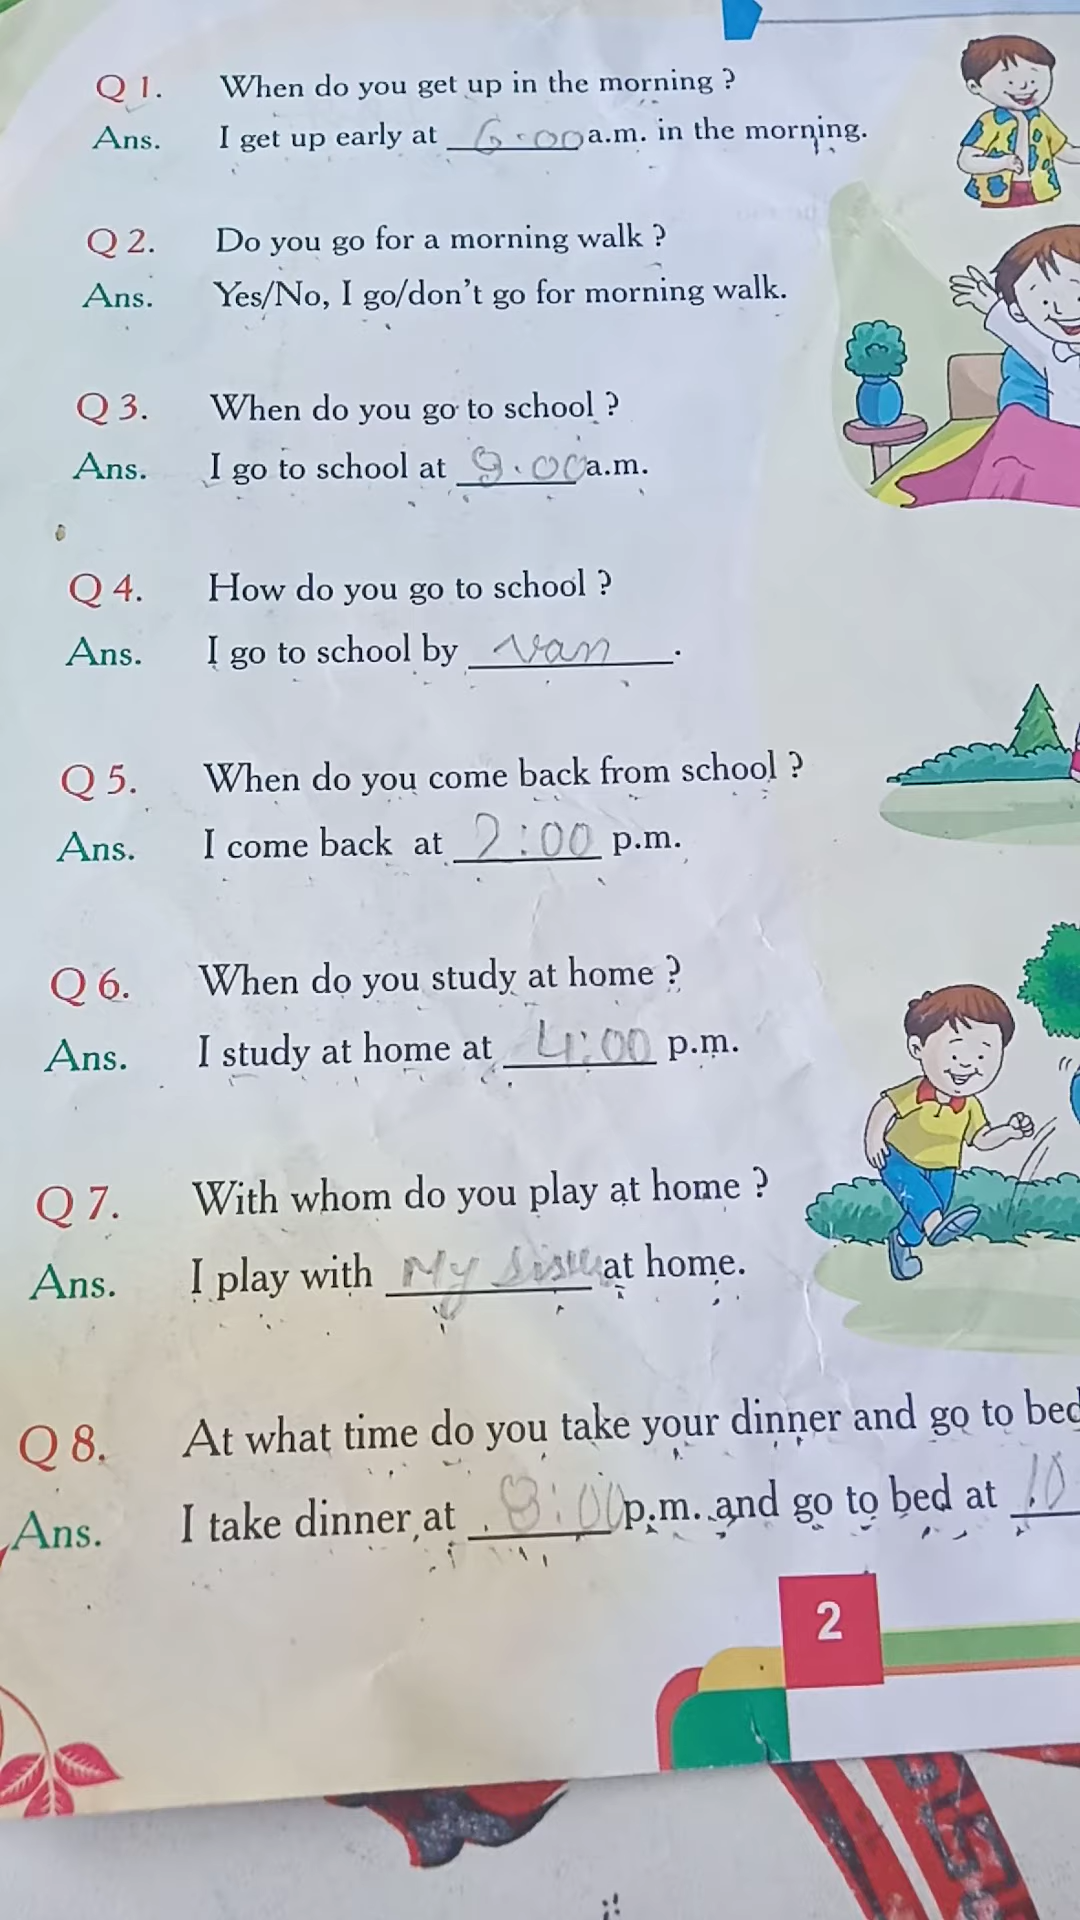 Q 1. When do you get up in the morning ?
Ans. I get up early at 6.00 a.m. in the morning.
Q 2. Do you go for a morning walk ?
Ans. Yes/No, I go/don't go for morning walk.
Q 3. When do you go to school ?
Ans. I go to school at 9.00 a.m.
Q 4. How do you go to school ?
Ans. I go to school by van.
Q 5. When do you come back from school ?
Ans. I come back at 2:00 p.m.
Q 6. When do you study at home ?
Ans. I study at home at 4:00 p.m.
Q 7. With whom do you play at home ?
Ans. I play with My at home.
Q 8. At what time do you take your dinner and go to bed
Ans. I take dinner at 8:00 p.m. and go to bed at 10
2